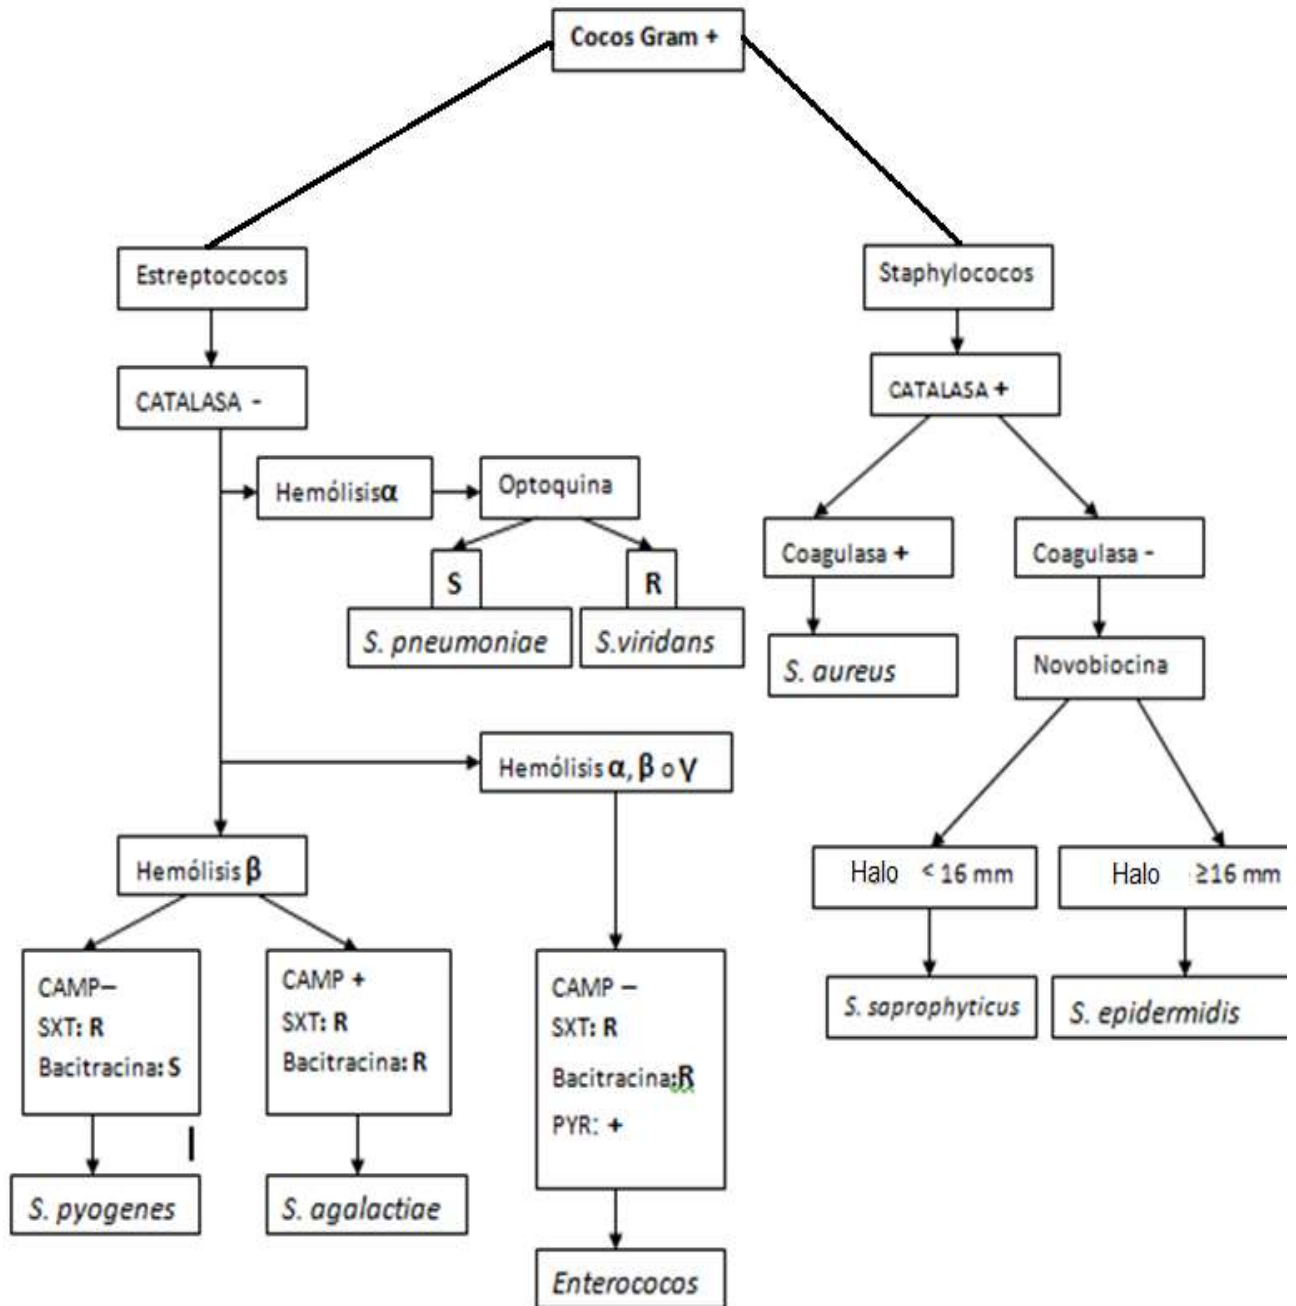 Cocos Gram +
Estreptococos
Staphylococos
CATALASA -
CATALASA +
Hemólisis α
Optoquina
S
R
S. pneumoniae
S.viridans
Coagulasa +
Coagulasa -
S. aureus
Novobiocina
Hemólisis α, β o γ
Hemólisis β
Halo < 16 mm
Halo ≥16 mm
S. saprophyticus
S. epidermidis
CAMP–
SXT: R
Bacitracina: S
CAMP +
SXT: R
Bacitracina: R
CAMP –
SXT: R
Bacitracina:R
PYR: +
S. pyogenes
S. agalactiae
Enterococos